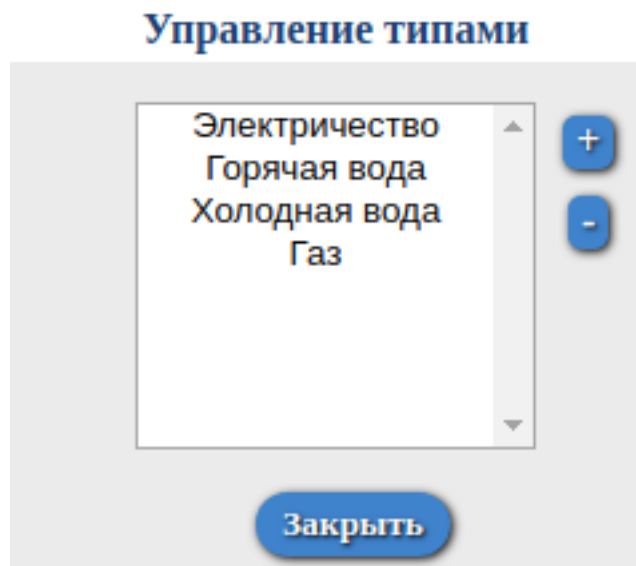 Управление типами
Электричество
+
Горячая вода
Холодная вода
-
Газ
Закрыть